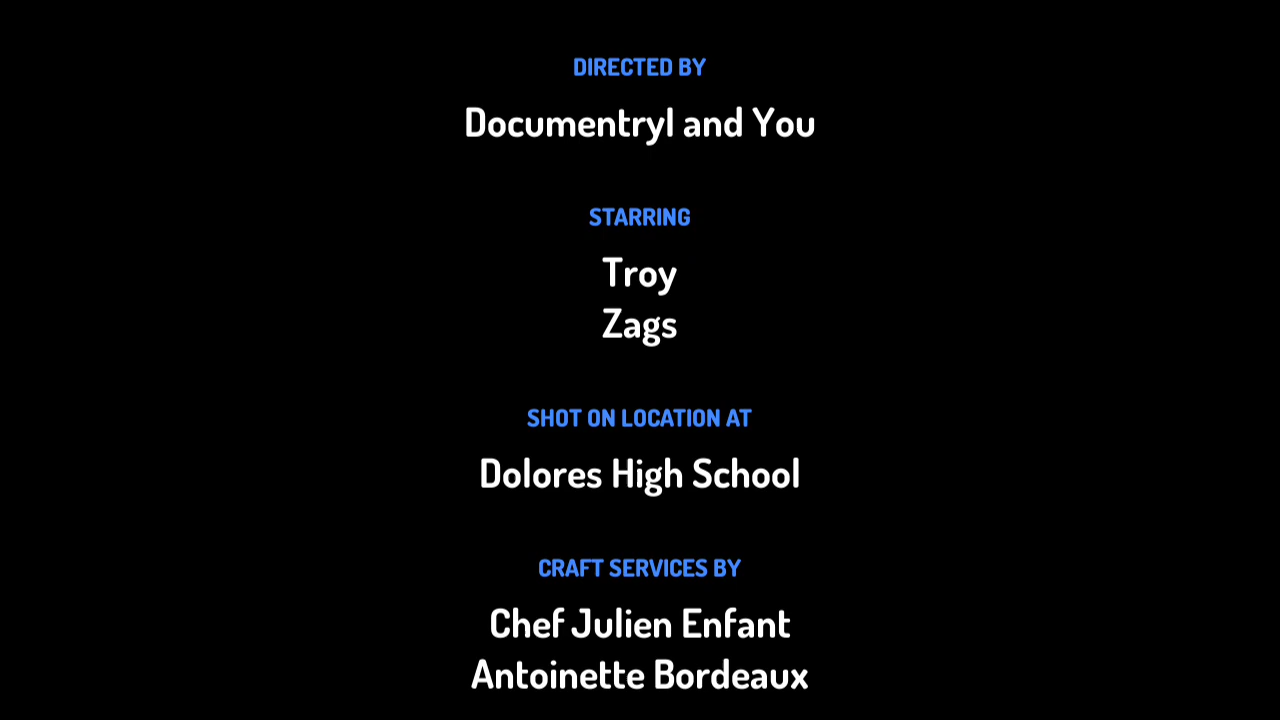 DIRECTED BY
Documentryl and You
STARRING
Troy
Zags
SHOT ON LOCATION AT
Dolores High School
CRAFT SERVICES BY
Chef Julien Enfant
Antoinette Bordeaux